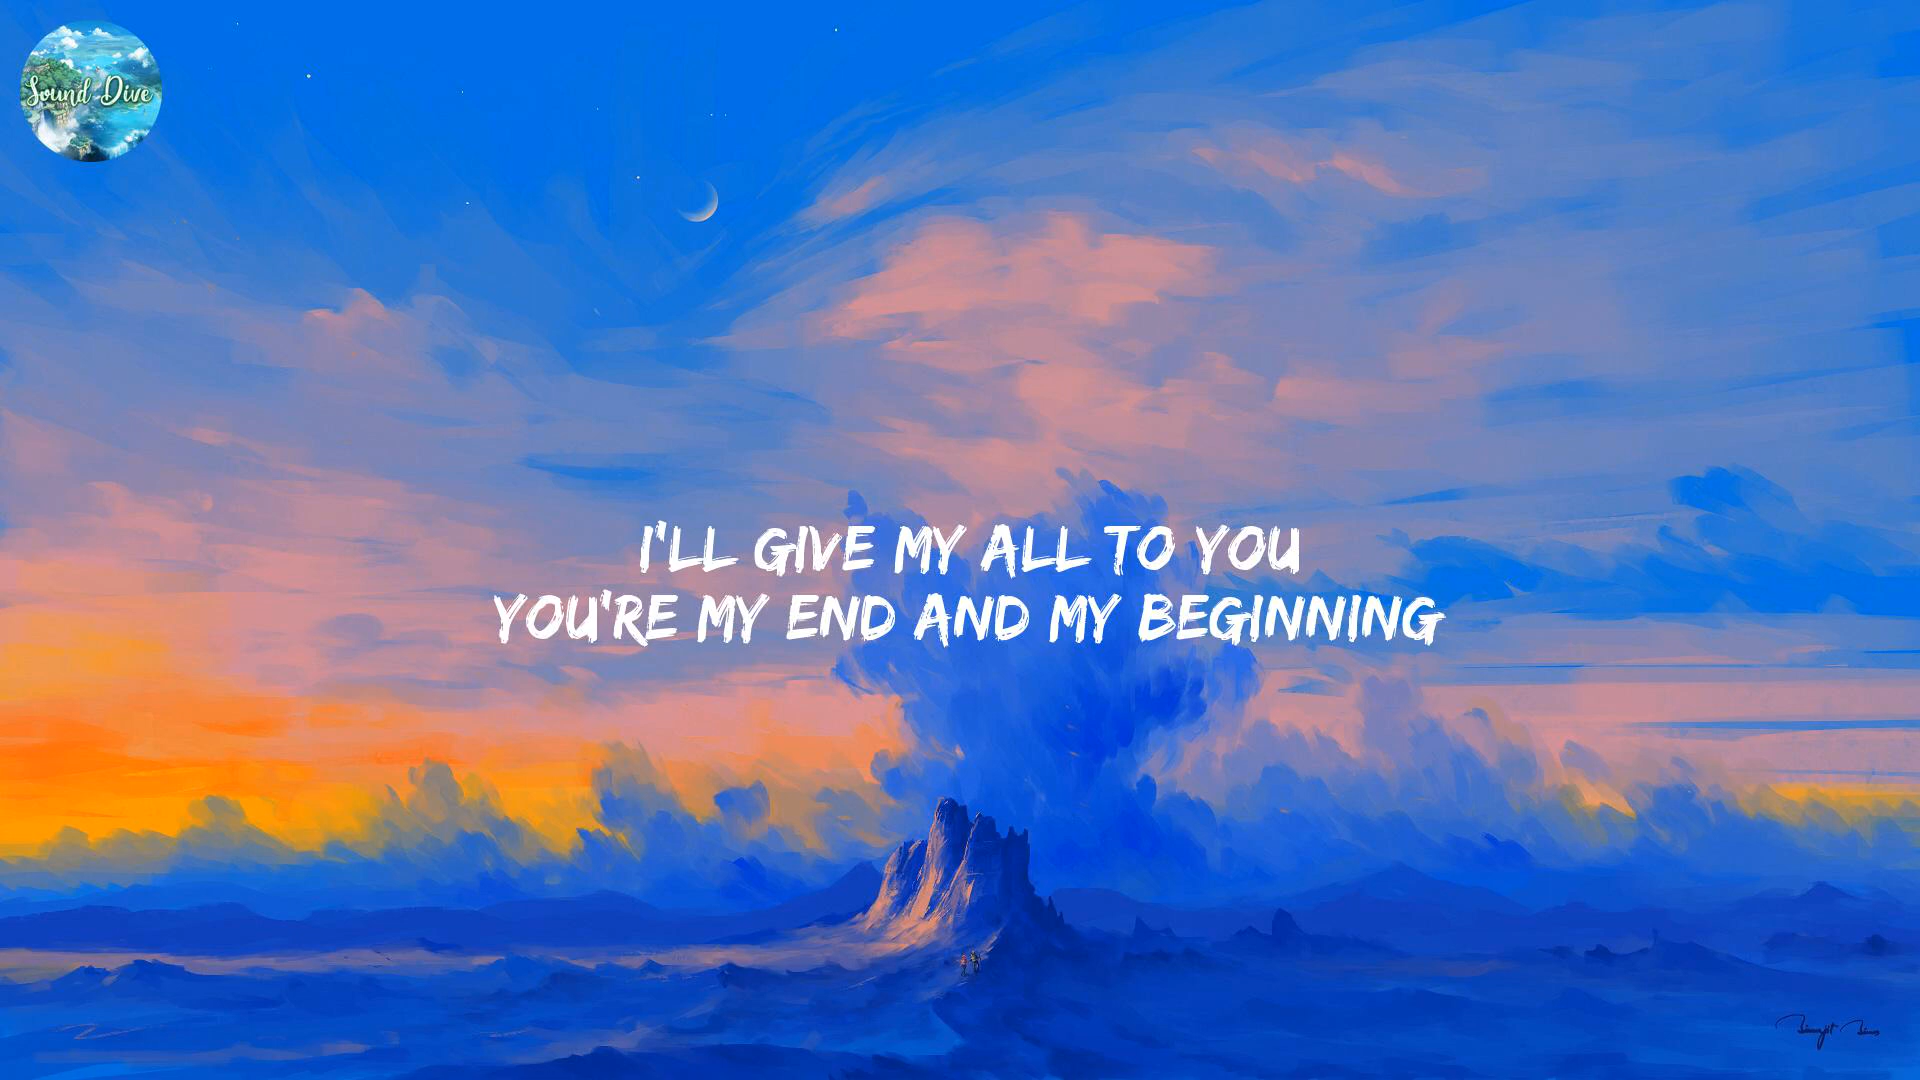 Sound Dive
I'LL GIVE MY ALL TO YOU
YOU'RE MY END AND MY BEGINNING